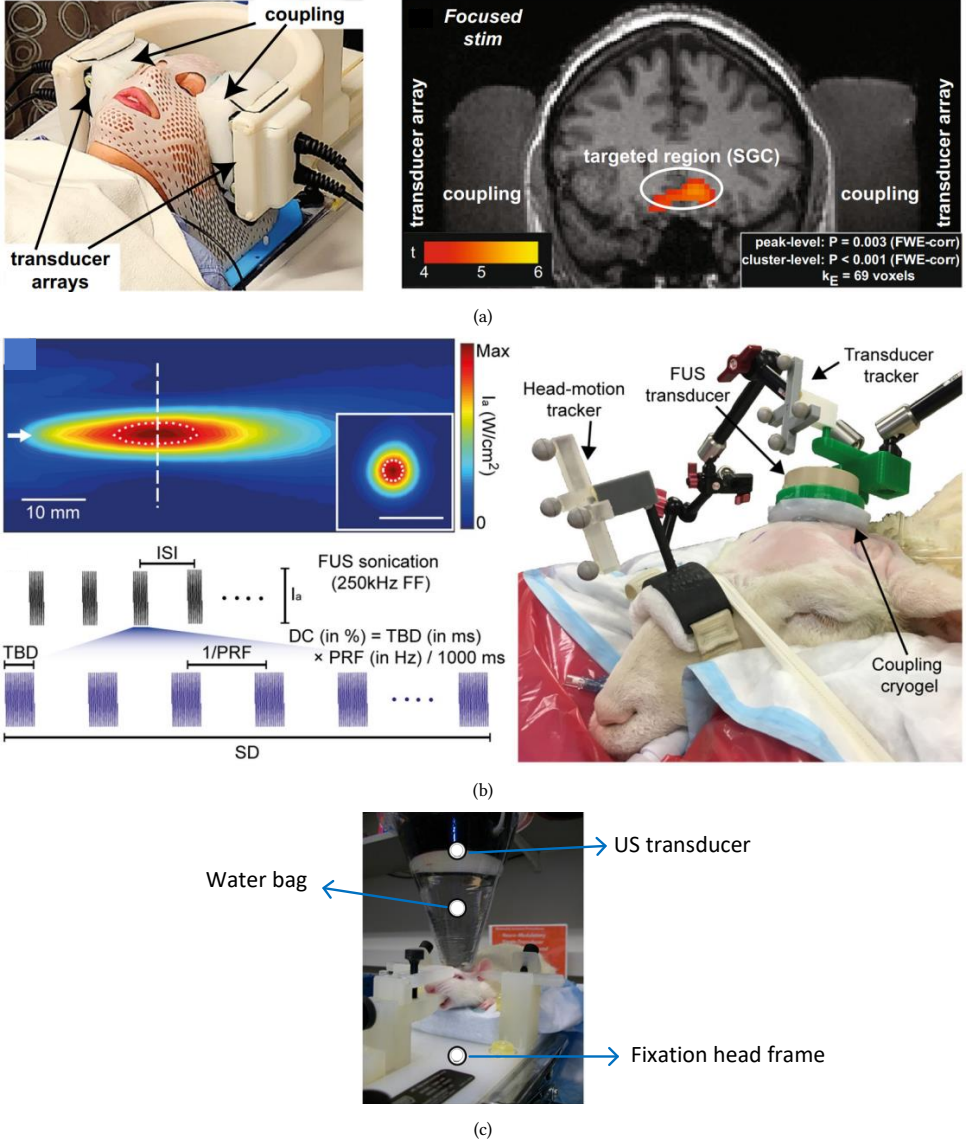 coupling
transducer
arrays
Focused
stim
transducer array
transducer array
targeted region (SGC)
coupling
coupling
t
4 5 6
peak-level: P = 0.003 (FWE-corr)
cluster-level: P < 0.001 (FWE-corr)
kE = 69 voxels
(a)
Max
Ia (W/cm2)
0
10 mm
ISI
FUS sonication
(250kHz FF)
Ia
DC (in %) = TBD (in ms)
× PRF (in Hz) / 1000 ms
TBD
1/PRF
SD
Head-motion
tracker
FUS
transducer
Transducer
tracker
Coupling
cryogel
(b)
US transducer
Water bag
Fixation head frame
(c)